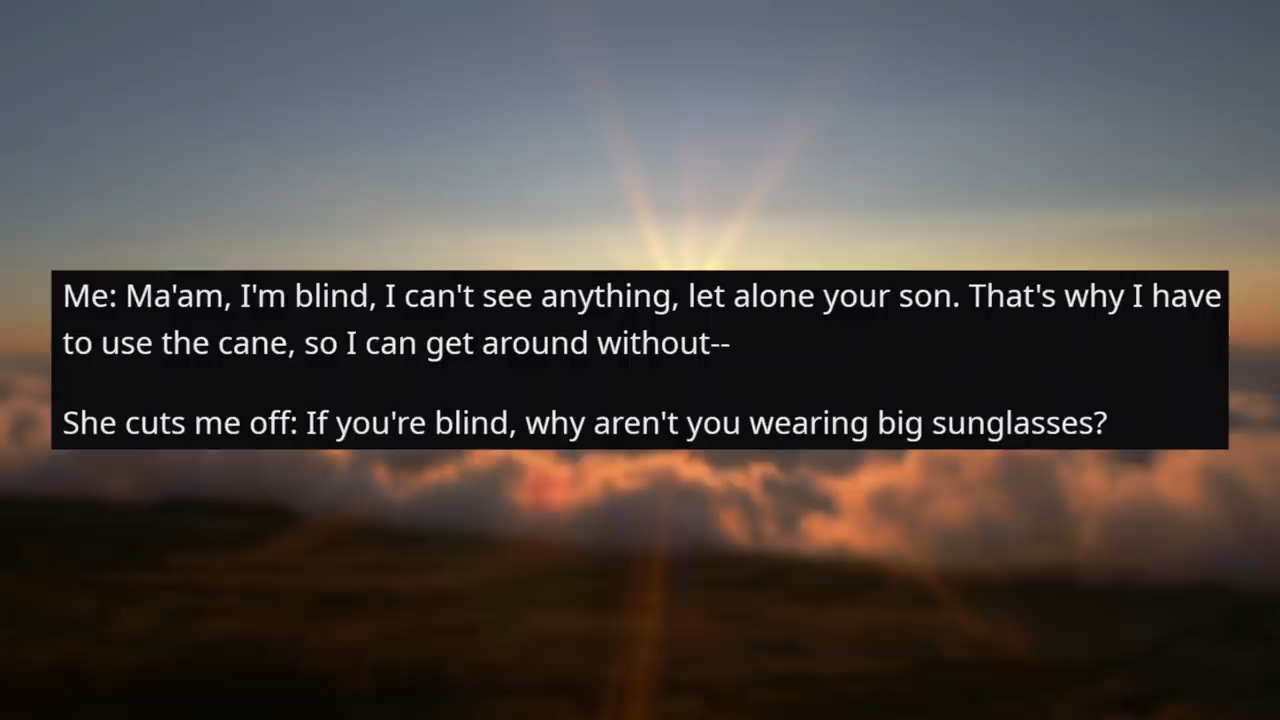 Me: Ma'am, I'm blind, I can't see anything, let alone your son. That's why I have
to use the cane, so I can get around without--
She cuts me off: If you're blind, why aren't you wearing big sunglasses?